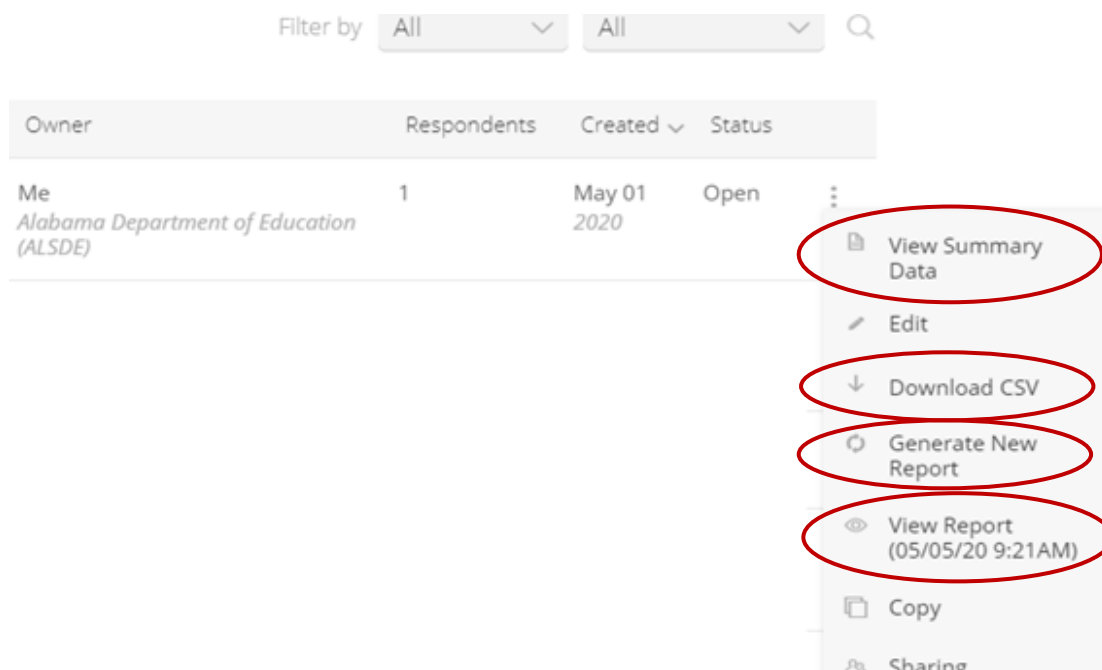 Filter by All All
Owner Respondents Created Status
Me 1 May 01 Open
Alabama Department of Education 2020
(ALSDE)
View Summary
Data
Edit
Download CSV
Generate New
Report
View Report
(05/05/20 9:21AM)
Copy
Sharing